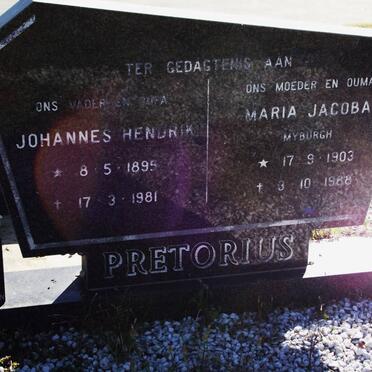 TER GEDAGTENIS AAN
ONS VADER EN OUPA
JOHANNES HENDRIK
★ 8·5·1895
† 17·3·1981
ONS MOEDER EN OUMA
MARIA JACOBA
MYBURGH
★ 17·9·1903
† 3·10·1988
PRETORIUS